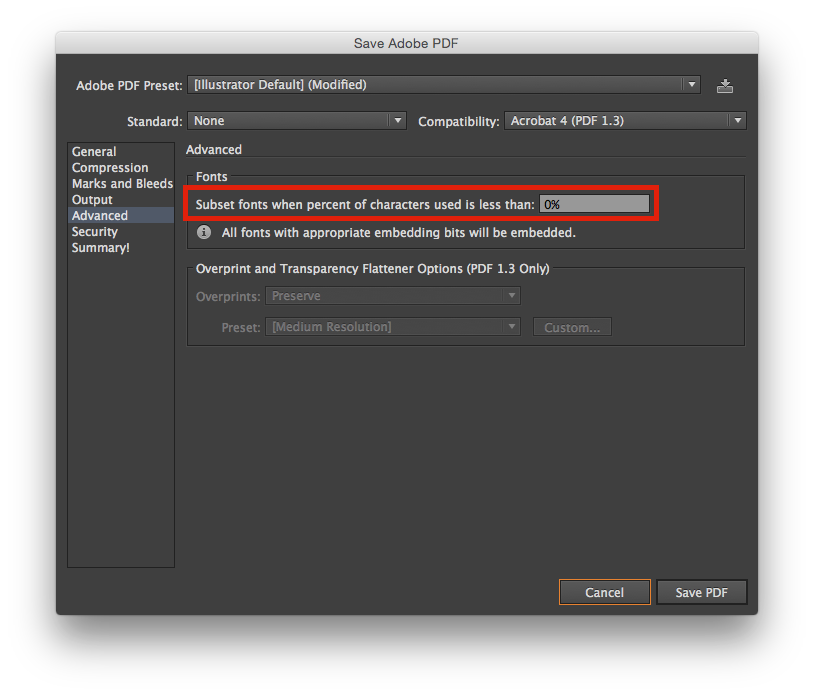 Save Adobe PDF
Adobe PDF Preset: [Illustrator Default] (Modified)
Standard: None Compatibility: Acrobat 4 (PDF 1.3)
General
Compression
Marks and Bleeds
Output
Advanced
Security
Summary!
Advanced
Fonts
Subset fonts when percent of characters used is less than: 0%
All fonts with appropriate embedding bits will be embedded.
Overprint and Transparency Flattener Options (PDF 1.3 Only)
Overprints: Preserve
Preset: [Medium Resolution] Custom...
Cancel Save PDF